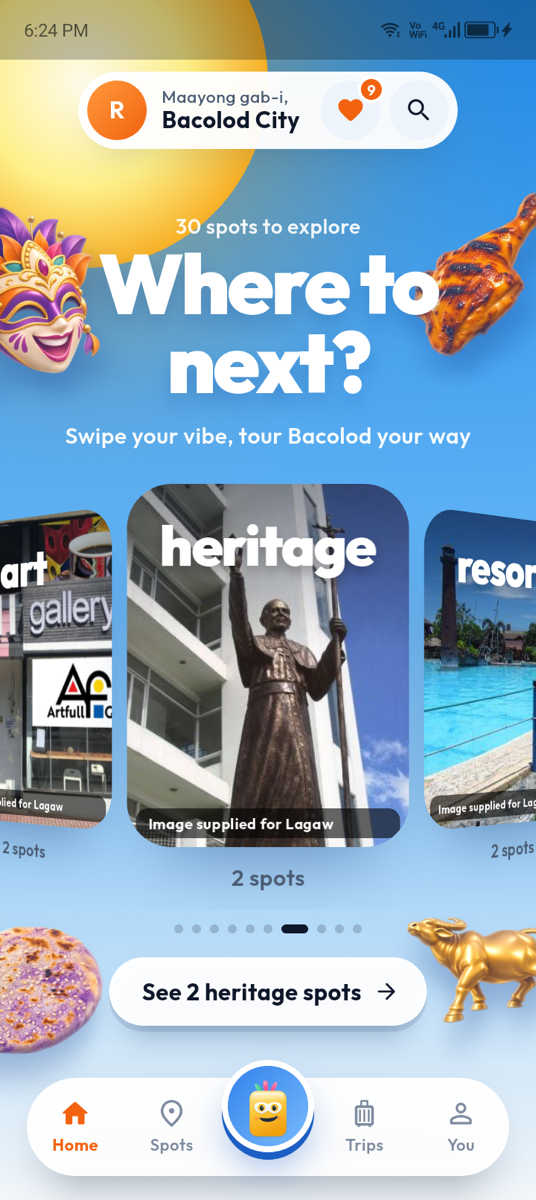 6:24 PM
Vo
WiFi
4G
R
Maayong gab-i,
Bacolod City
9
30 spots to explore
Where to
next?
Swipe your vibe, tour Bacolod your way
art
gallery
Artfull
heritage
resor
Image supplied for Lagaw
Image supplied for Lag
lied for Lagaw
2 spots
2 spots
2 spots
See 2 heritage spots
Home
Spots
Trips
You